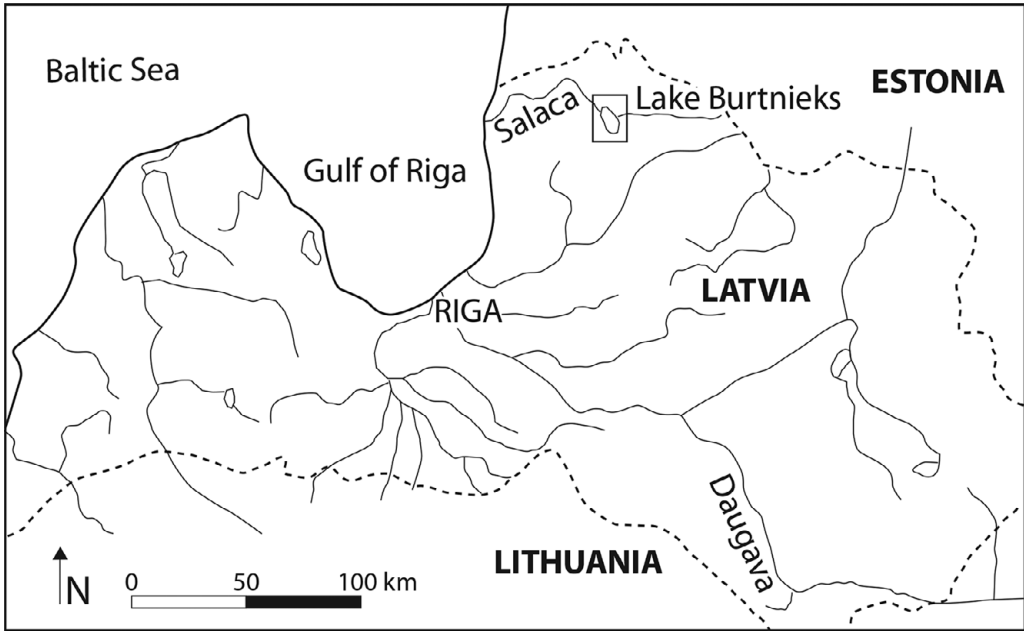 Baltic Sea
ESTONIA
Salaca
Lake Burtnieks
Gulf of Riga
LATVIA
RIGA
Daugava
LITHUANIA
N
0 50 100 km